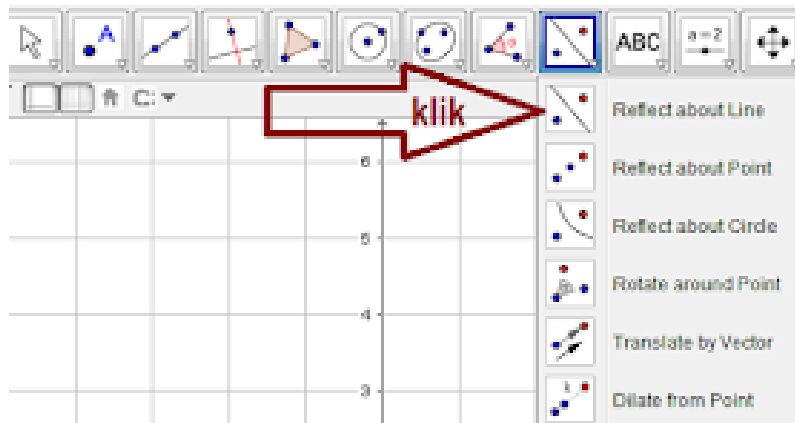 A
α
ABC
a=2
C:
klik
Reflect about Line
6
Reflect about Point
Reflect about Circle
5
Rotate around Point
4
Translate by Vector
3
Dilate from Point